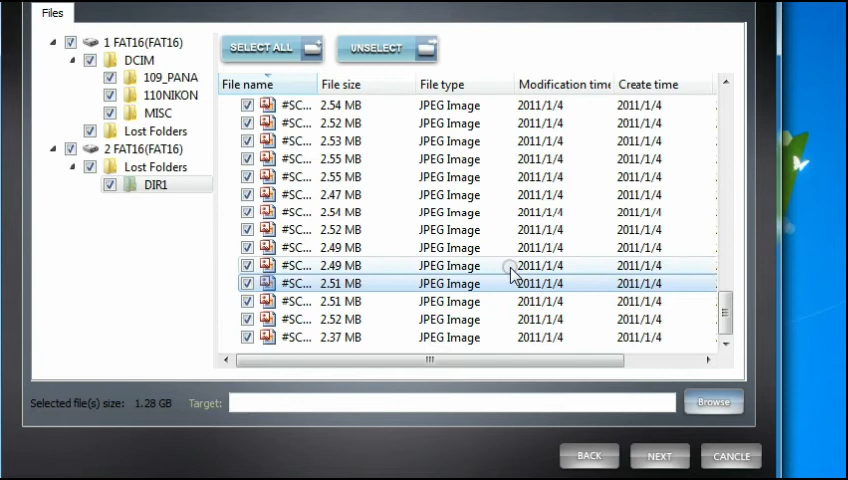 Files
1 FAT16(FAT16)
DCIM
109_PANA
110NIKON
MISC
Lost Folders
2 FAT16(FAT16)
Lost Folders
DIR1
SELECT ALL UNSELECT
File name File size File type Modification time Create time
#SC... 2.54 MB JPEG Image 2011/1/4 2011/1/4
#SC... 2.52 MB JPEG Image 2011/1/4 2011/1/4
#SC... 2.53 MB JPEG Image 2011/1/4 2011/1/4
#SC... 2.55 MB JPEG Image 2011/1/4 2011/1/4
#SC... 2.55 MB JPEG Image 2011/1/4 2011/1/4
#SC... 2.47 MB JPEG Image 2011/1/4 2011/1/4
#SC... 2.54 MB JPEG Image 2011/1/4 2011/1/4
#SC... 2.52 MB JPEG Image 2011/1/4 2011/1/4
#SC... 2.49 MB JPEG Image 2011/1/4 2011/1/4
#SC... 2.49 MB JPEG Image 2011/1/4 2011/1/4
#SC... 2.51 MB JPEG Image 2011/1/4 2011/1/4
#SC... 2.51 MB JPEG Image 2011/1/4 2011/1/4
#SC... 2.52 MB JPEG Image 2011/1/4 2011/1/4
#SC... 2.37 MB JPEG Image 2011/1/4 2011/1/4
Selected file(s) size: 1.28 GB Target: Browse
BACK NEXT CANCLE